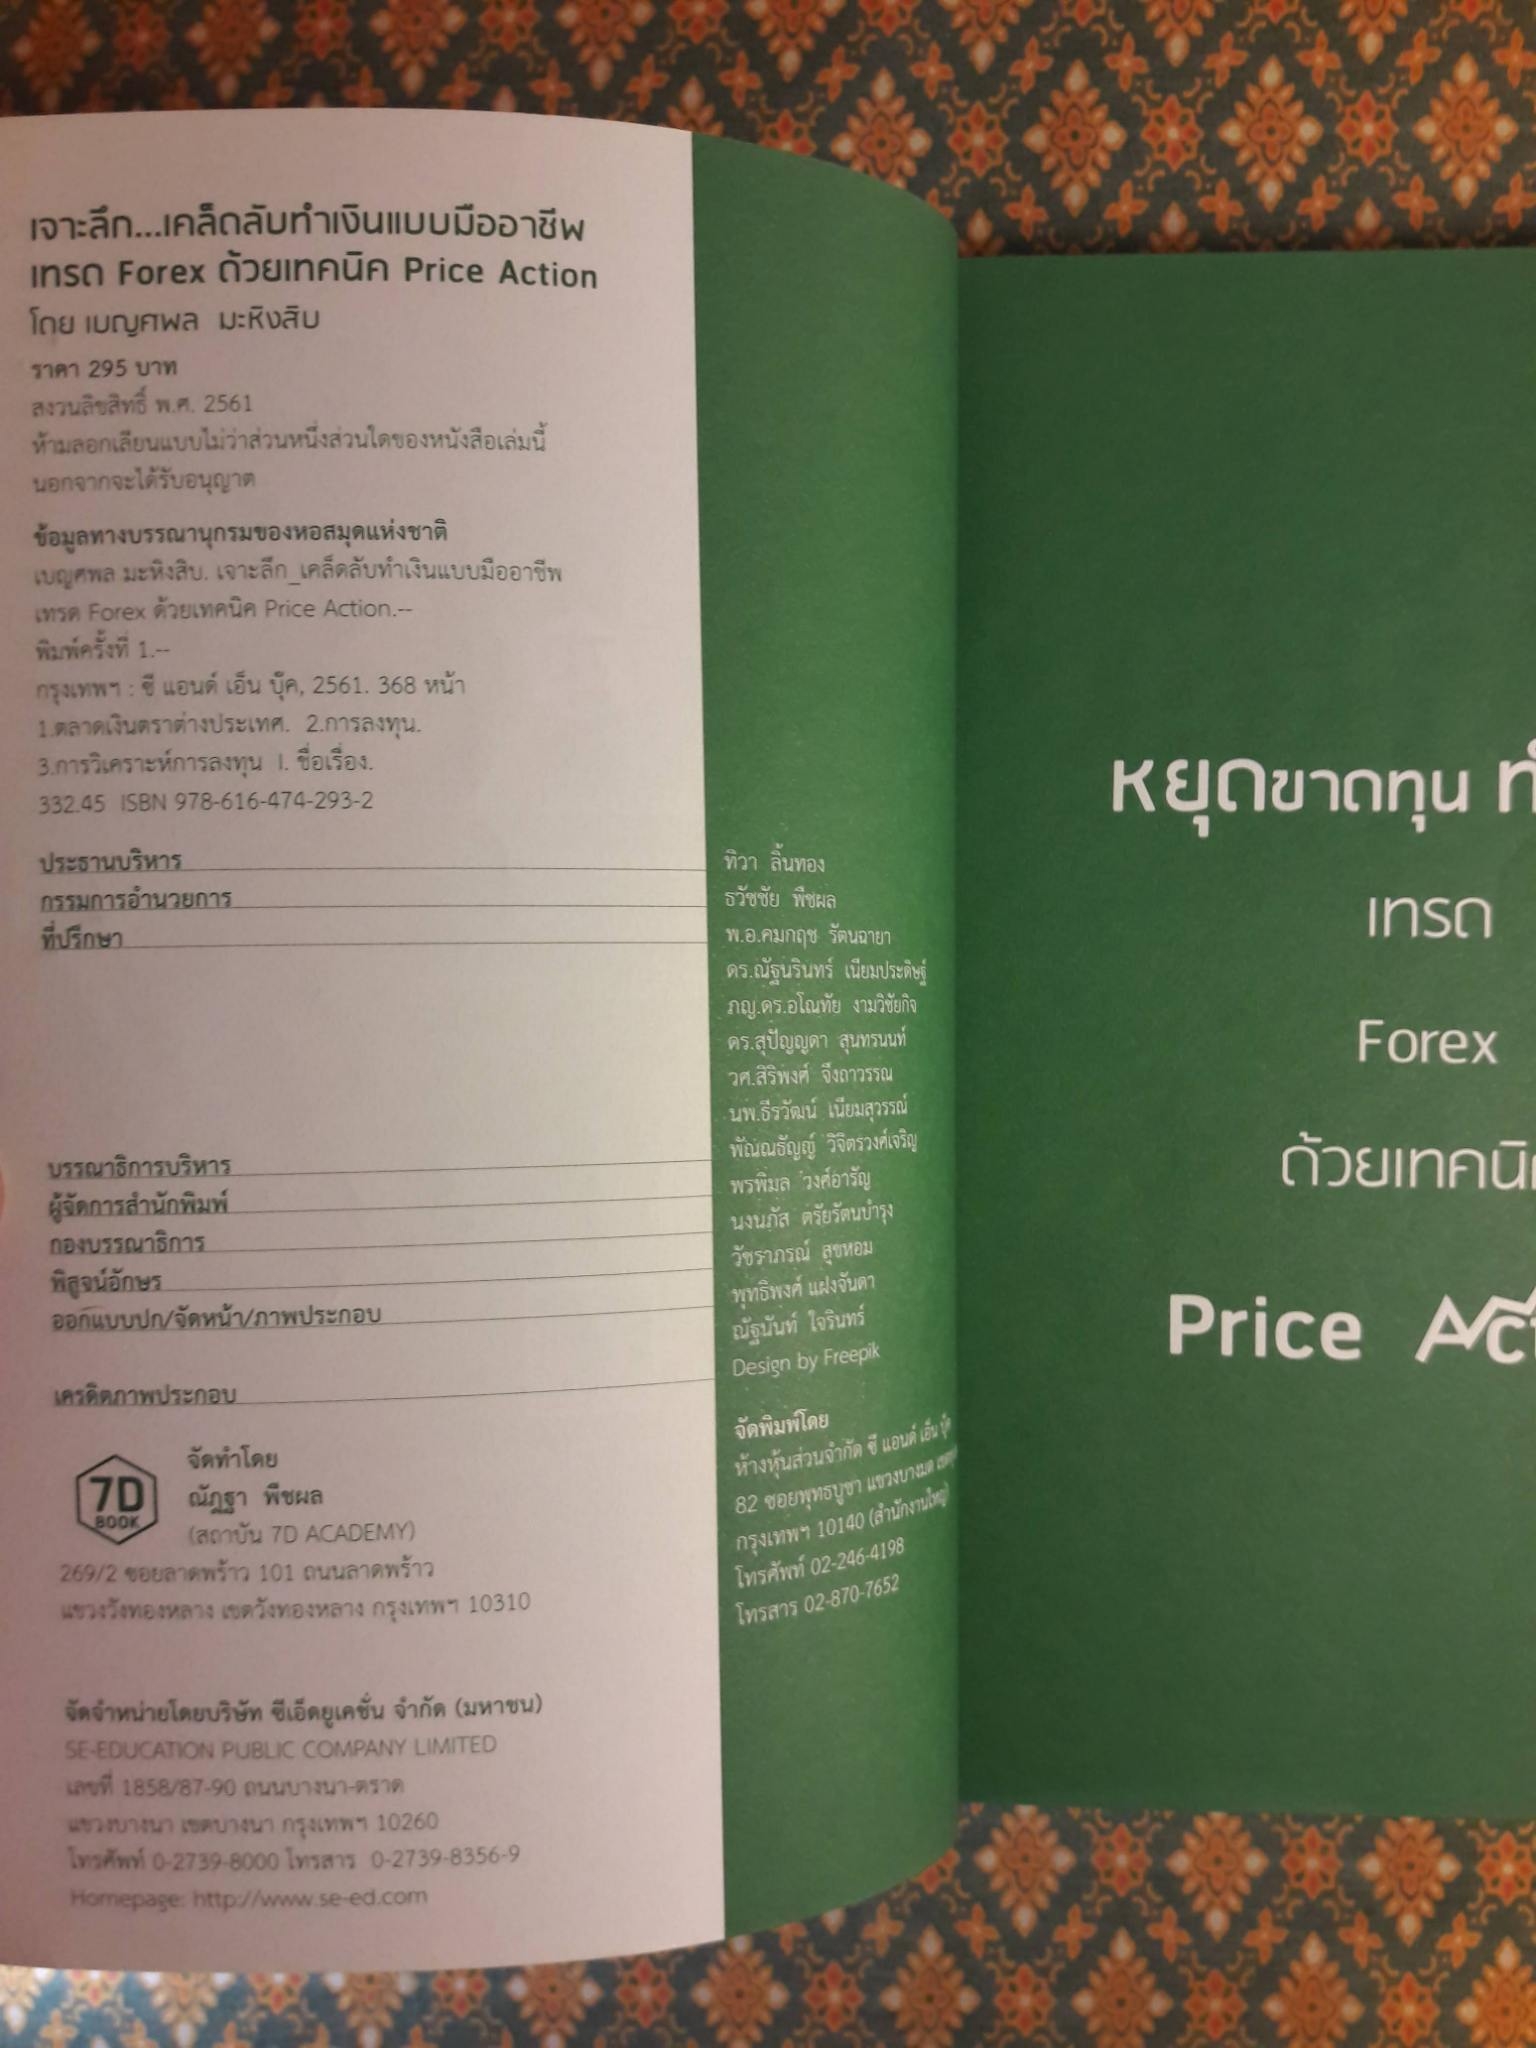 เจาะลึก...เคล็ดลับทำเงินแบบมืออาชีพ
เทรด Forex ด้วยเทคนิค Price Action
โดย เบญศพล มะหิงสิบ
ราคา 295 บาท
สงวนลิขสิทธิ์ พ.ศ. 2561
ห้ามลอกเลียนแบบไม่ว่าส่วนหนึ่งส่วนใดของหนังสือเล่มนี้
นอกจากจะได้รับอนุญาต
ข้อมูลทางบรรณานุกรมของหอสมุดแห่งชาติ
เบญศพล มะหิงสิบ. เจาะลึก_เคล็ดลับทำเงินแบบมืออาชีพ
เทรด Forex ด้วยเทคนิค Price Action.--
พิมพ์ครั้งที่ 1.--
กรุงเทพฯ : ซี แอนด์ เอ็น บุ๊ค, 2561. 368 หน้า
1.ตลาดเงินตราต่างประเทศ. 2.การลงทุน.
3.การวิเคราะห์การลงทุน I. ชื่อเรื่อง.
332.45 ISBN 978-616-474-293-2
ประธานบริหาร ทิวา ลิ้นทอง
กรรมการอำนวยการ ธวัชชัย พืชผล
ที่ปรึกษา พ.อ.คมกฤช รัตนฉายา
ดร.ณัฐนรินทร์ เนียมประดิษฐ์
ภญ.ดร.อโณทัย งามวิชัยกิจ
ดร.สุปัญญดา สุนทรนนท์
วศ.สิริพงศ์ จึงถาวรรณ
นพ.ธีรวัฒน์ เนียมสุวรรณ์
พัณณธัญญ์ วิจิตรวงศ์เจริญ
บรรณาธิการบริหาร พรพิมล วงศ์อารัญ
ผู้จัดการสำนักพิมพ์ นงนภัส ตรัยรัตนบำรุง
กองบรรณาธิการ วัชราภรณ์ สุขหอม
พิสูจน์อักษร พุทธิพงศ์ แฝงจันดา
ออกแบบปก/จัดหน้า/ภาพประกอบ ณัฐนันท์ ใจรินทร์
เครดิตภาพประกอบ Design by Freepik
7D
BOOK
จัดทำโดย
ณัฏฐา พืชผล
(สถาบัน 7D ACADEMY)
269/2 ซอยลาดพร้าว 101 ถนนลาดพร้าว
แขวงวังทองหลาง เขตวังทองหลาง กรุงเทพฯ 10310
จัดจำหน่ายโดยบริษัท ซีเอ็ดยูเคชั่น จำกัด (มหาชน)
SE-EDUCATION PUBLIC COMPANY LIMITED
เลขที่ 1858/87-90 ถนนบางนา-ตราด
แขวงบางนา เขตบางนา กรุงเทพฯ 10260
โทรศัพท์ 0-2739-8000 โทรสาร 0-2739-8356-9
Homepage: http://www.se-ed.com
จัดพิมพ์โดย
ห้างหุ้นส่วนจำกัด ซี แอนด์ เอ็น บุ๊ค
82 ซอยพุทธบูชา แขวงบางมด
กรุงเทพฯ 10140 (สำนักงานใหญ่)
โทรศัพท์ 02-246-4198
โทรสาร 02-870-7652
หยุดขาดทุน
เทรด
Forex
ด้วยเทคนิค
Price